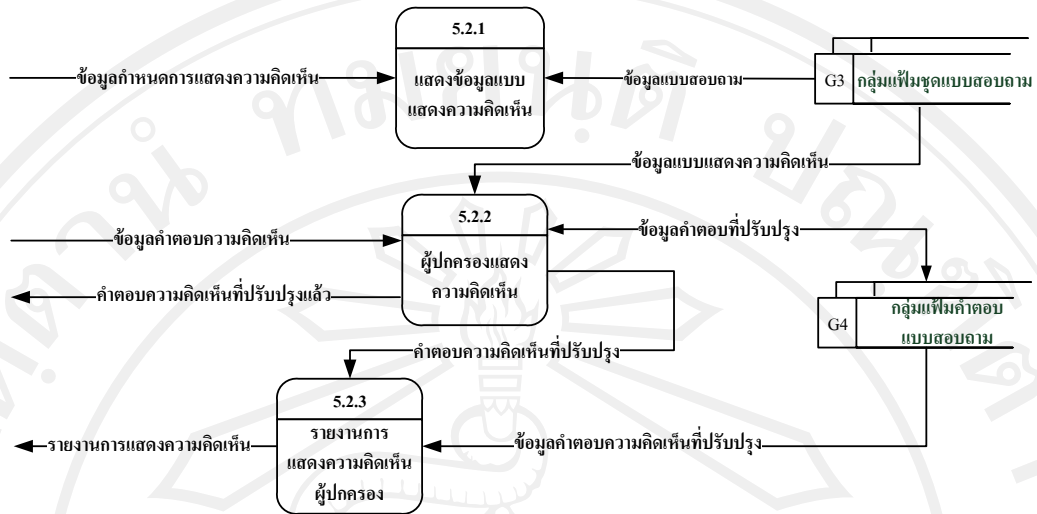 5.2.1
แสดงข้อมูลแบบ
แสดงความคิดเห็น
ข้อมูลกำหนดการแสดงความคิดเห็น
ข้อมูลแบบสอบถาม
G3
กลุ่มแฟ้มชุดแบบสอบถาม
ข้อมูลแบบแสดงความคิดเห็น
5.2.2
ผู้ปกครองแสดง
ความคิดเห็น
ข้อมูลคำตอบความคิดเห็น
ข้อมูลคำตอบที่ปรับปรุง
คำตอบความคิดเห็นที่ปรับปรุงแล้ว
G4
กลุ่มแฟ้มคำตอบ
แบบสอบถาม
คำตอบความคิดเห็นที่ปรับปรุง
5.2.3
รายงานการ
แสดงความคิดเห็น
ผู้ปกครอง
รายงานการแสดงความคิดเห็น
ข้อมูลคำตอบความคิดเห็นที่ปรับปรุง